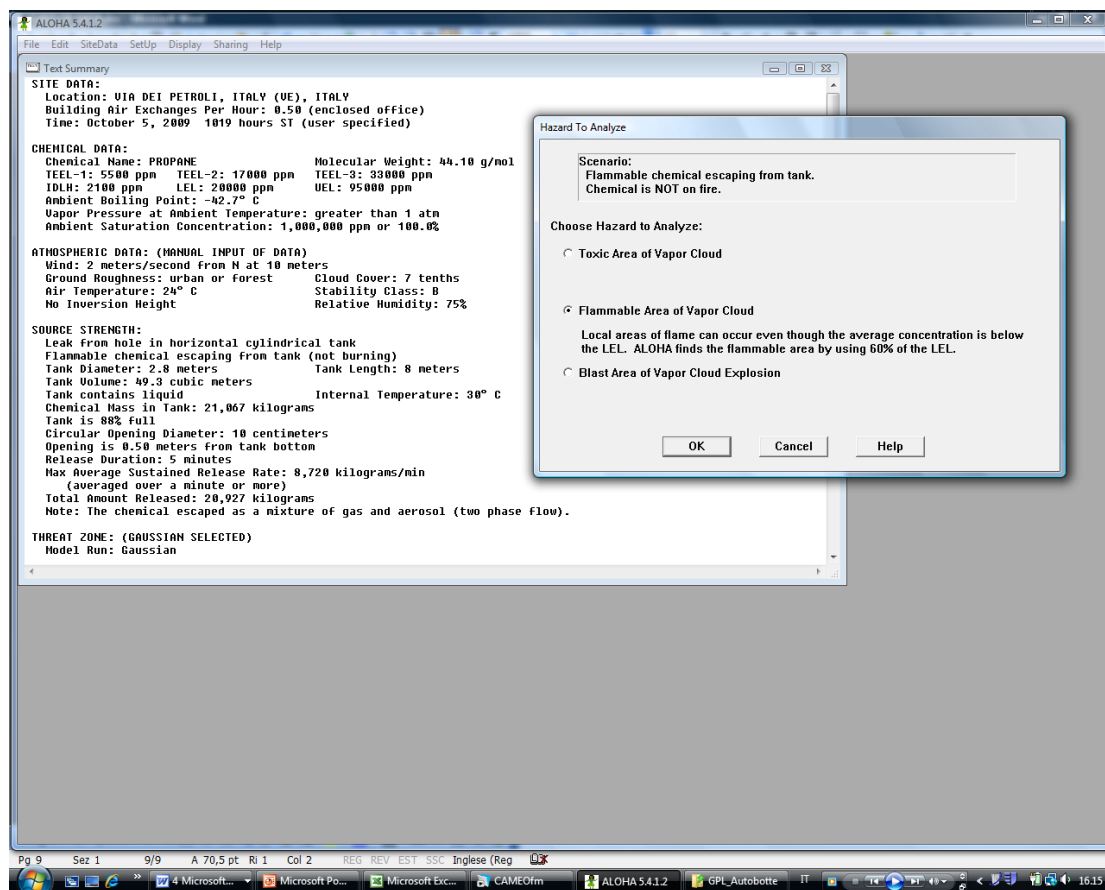 ALOHA 5.4.1.2
File Edit SiteData SetUp Display Sharing Help
Text Summary
SITE DATA:
Location: VIA DEI PETROLI, ITALY (VE), ITALY
Building Air Exchanges Per Hour: 0.50 (enclosed office)
Time: October 5, 2009 1019 hours ST (user specified)
CHEMICAL DATA:
Chemical Name: PROPANE Molecular Weight: 44.10 g/mol
TEEL-1: 5500 ppm TEEL-2: 17000 ppm TEEL-3: 33000 ppm
IDLH: 2100 ppm LEL: 20000 ppm UEL: 95000 ppm
Ambient Boiling Point: -42.7° C
Vapor Pressure at Ambient Temperature: greater than 1 atm
Ambient Saturation Concentration: 1,000,000 ppm or 100.0%
ATMOSPHERIC DATA: (MANUAL INPUT OF DATA)
Wind: 2 meters/second from N at 10 meters
Ground Roughness: urban or forest Cloud Cover: 7 tenths
Air Temperature: 24° C Stability Class: B
No Inversion Height Relative Humidity: 75%
SOURCE STRENGTH:
Leak from hole in horizontal cylindrical tank
Flammable chemical escaping from tank (not burning)
Tank Diameter: 2.8 meters Tank Length: 8 meters
Tank Volume: 49.3 cubic meters
Tank contains liquid Internal Temperature: 30° C
Chemical Mass in Tank: 21,067 kilograms
Tank is 88% full
Circular Opening Diameter: 10 centimeters
Opening is 0.50 meters from tank bottom
Release Duration: 5 minutes
Max Average Sustained Release Rate: 8,720 kilograms/min
(averaged over a minute or more)
Total Amount Released: 20,927 kilograms
Note: The chemical escaped as a mixture of gas and aerosol (two phase flow).
THREAT ZONE: (GAUSSIAN SELECTED)
Model Run: Gaussian
Hazard To Analyze
Scenario:
Flammable chemical escaping from tank.
Chemical is NOT on fire.
Choose Hazard to Analyze:
Toxic Area of Vapor Cloud
Flammable Area of Vapor Cloud
Local areas of flame can occur even though the average concentration is below
the LEL. ALOHA finds the flammable area by using 60% of the LEL.
Blast Area of Vapor Cloud Explosion
OK Cancel Help
Pg 9 Sez 1 9/9 A 70,5 pt Ri 1 Col 2 REG REV EST SSC Inglese (Reg
4 Microsoft... Microsoft Po... Microsoft Exc... CAMEOfm ALOHA 5.4.1.2 GPL_Autobotte IT 16.15